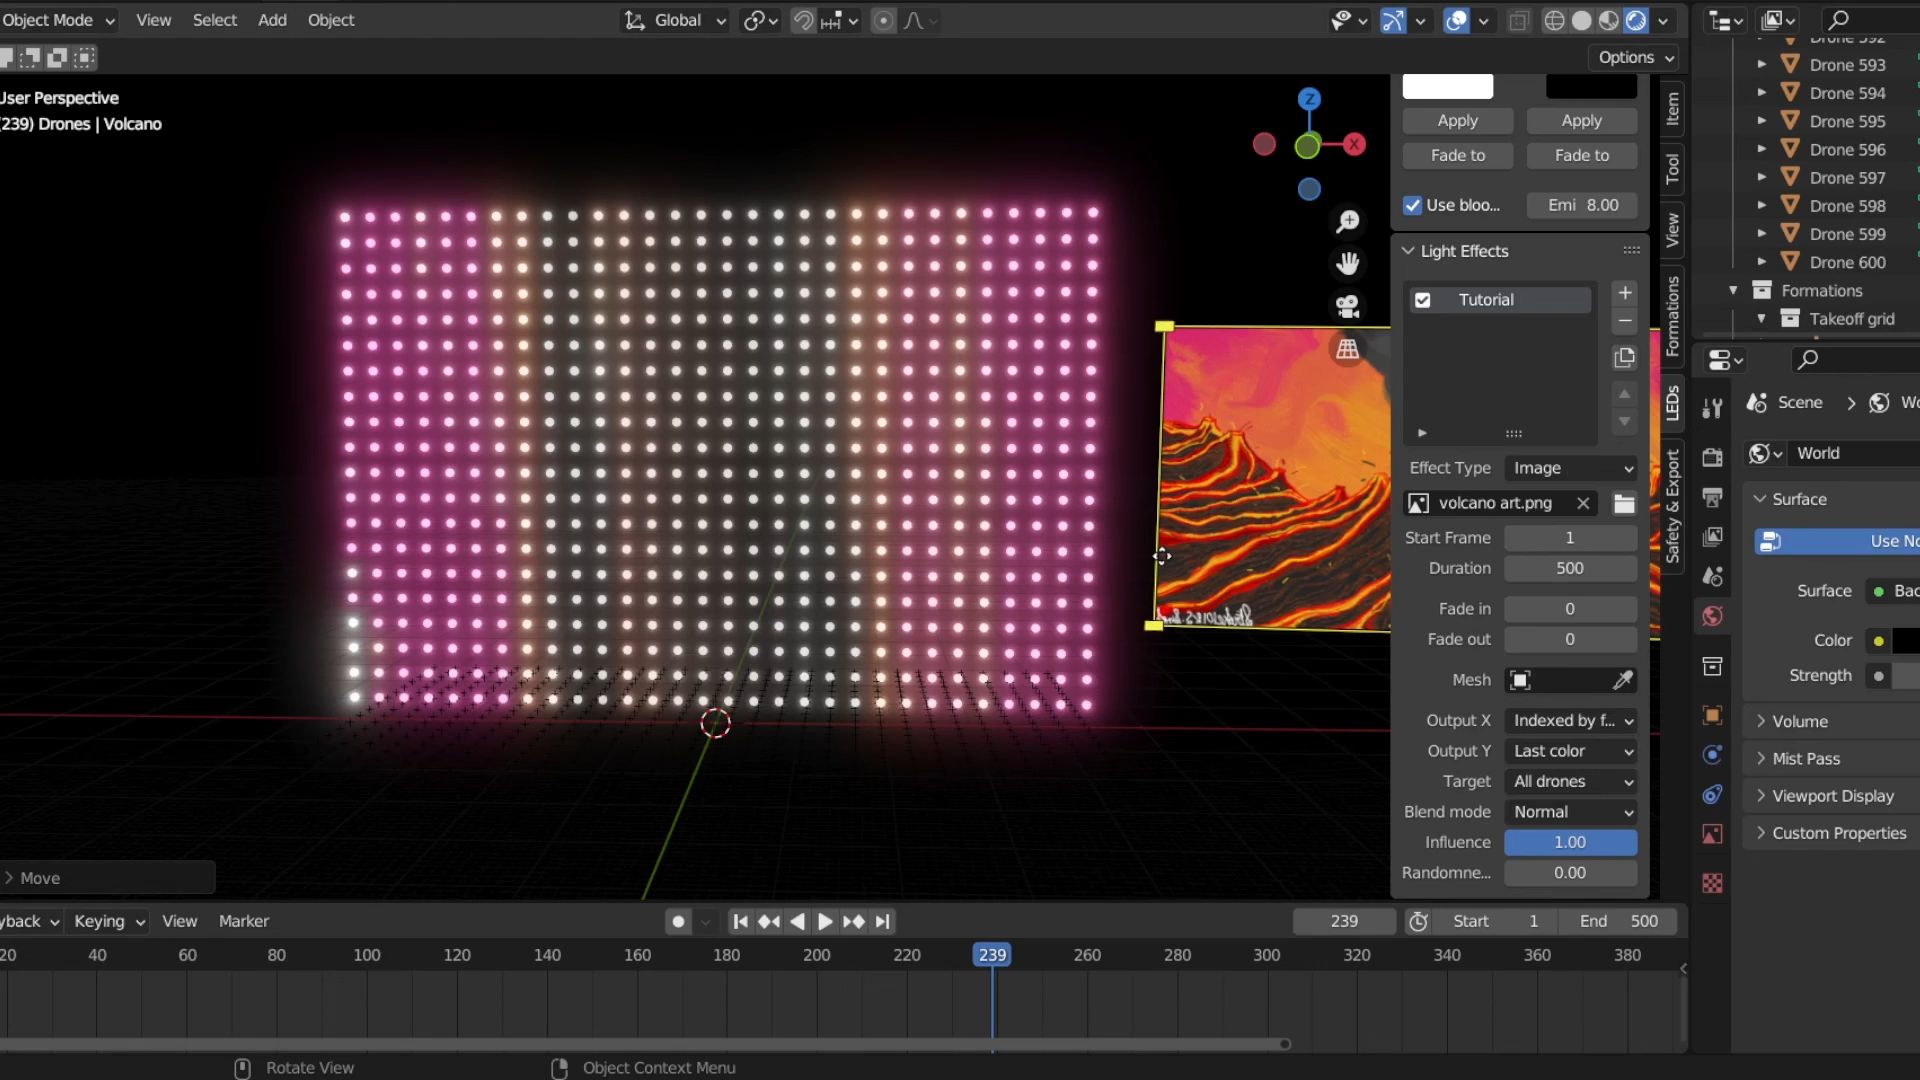 Object Mode View Select Add Object Global
Options
User Perspective
(239) Drones | Volcano
Z
X
Apply Apply
Fade to Fade to
Use bloo... Emi 8.00
Light Effects
Tutorial
Effect Type Image
volcano art.png
Start Frame 1
Duration 500
Fade in 0
Fade out 0
Mesh
Output X Indexed by f...
Output Y Last color
Target All drones
Blend mode Normal
Influence 1.00
Randomne... 0.00
Item
Tool
View
Formations
LEDs
Safety & Export
Drone 592
Drone 593
Drone 594
Drone 595
Drone 596
Drone 597
Drone 598
Drone 599
Drone 600
Formations
Takeoff grid
Scene Wo
World
Surface
Use No
Surface Bac
Color
Strength
Volume
Mist Pass
Viewport Display
Custom Properties
Move
yback Keying View Marker 239 Start 1 End 500
20 40 60 80 100 120 140 160 180 200 220 239 260 280 300 320 340 360 380
Rotate View Object Context Menu